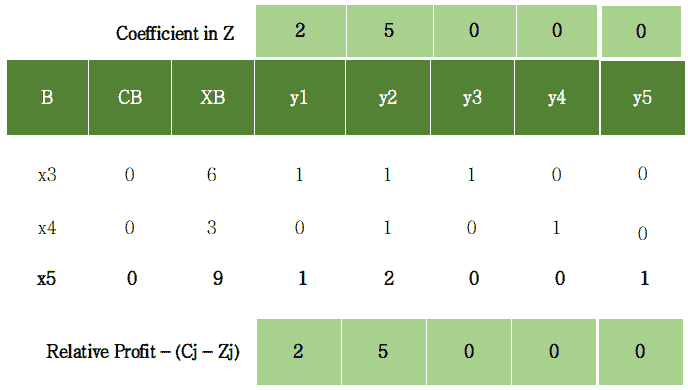 Coefficient in Z 2 5 0 0 0
B CB XB y1 y2 y3 y4 y5
x3 0 6 1 1 1 0 0
x4 0 3 0 1 0 1 0
x5 0 9 1 2 0 0 1
Relative Profit – (Cj – Zj) 2 5 0 0 0